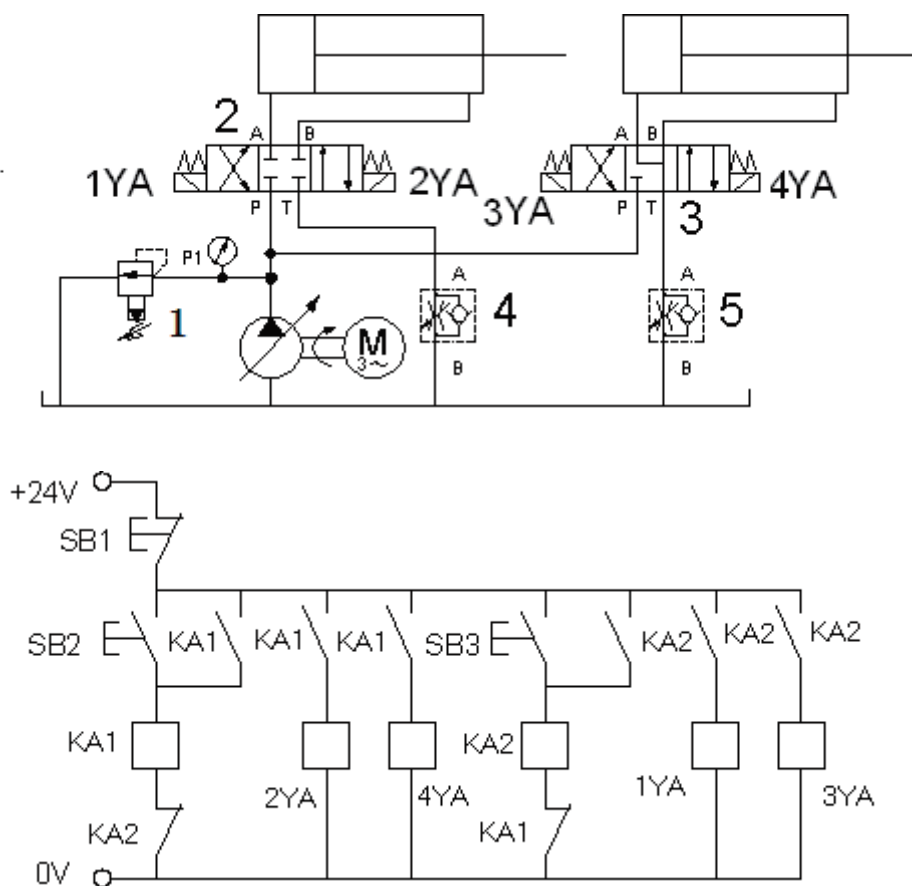 2
A B
A B
1YA
2YA
3YA
4YA
P T
P T
3
P1
1
A
4
A
5
M
3~
B
B
+24V
SB1
SB2
KA1
KA1
KA1
SB3
KA2
KA2
KA2
KA1
KA2
2YA
4YA
1YA
3YA
KA2
KA1
0V